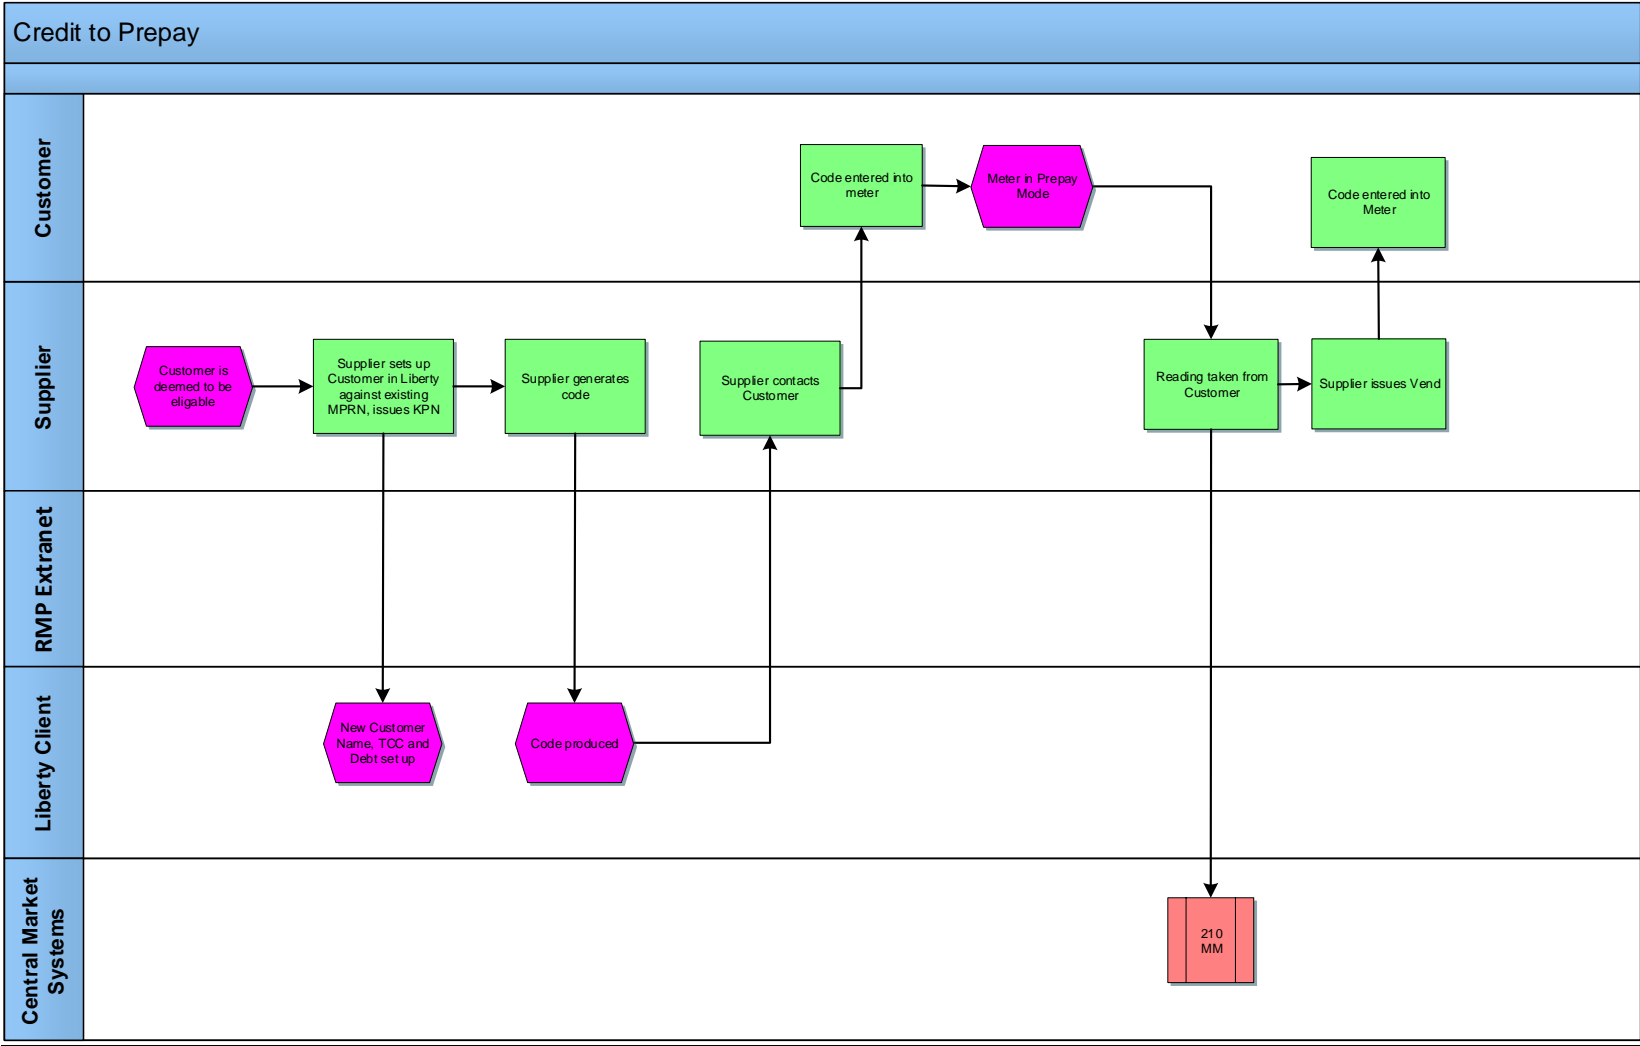 Credit to Prepay
Customer
Code entered into
meter
Meter in Prepay
Mode
Code entered into
Meter
Supplier
Customer is
deemed to be
eligable
Supplier sets up
Customer in Liberty
against existing
MPRN, issues KPN
Supplier generates
code
Supplier contacts
Customer
Reading taken from
Customer
Supplier issues Vend
RMP Extranet
Liberty Client
New Customer
Name, TCC and
Debt set up
Code produced
Central Market
Systems
210
MM